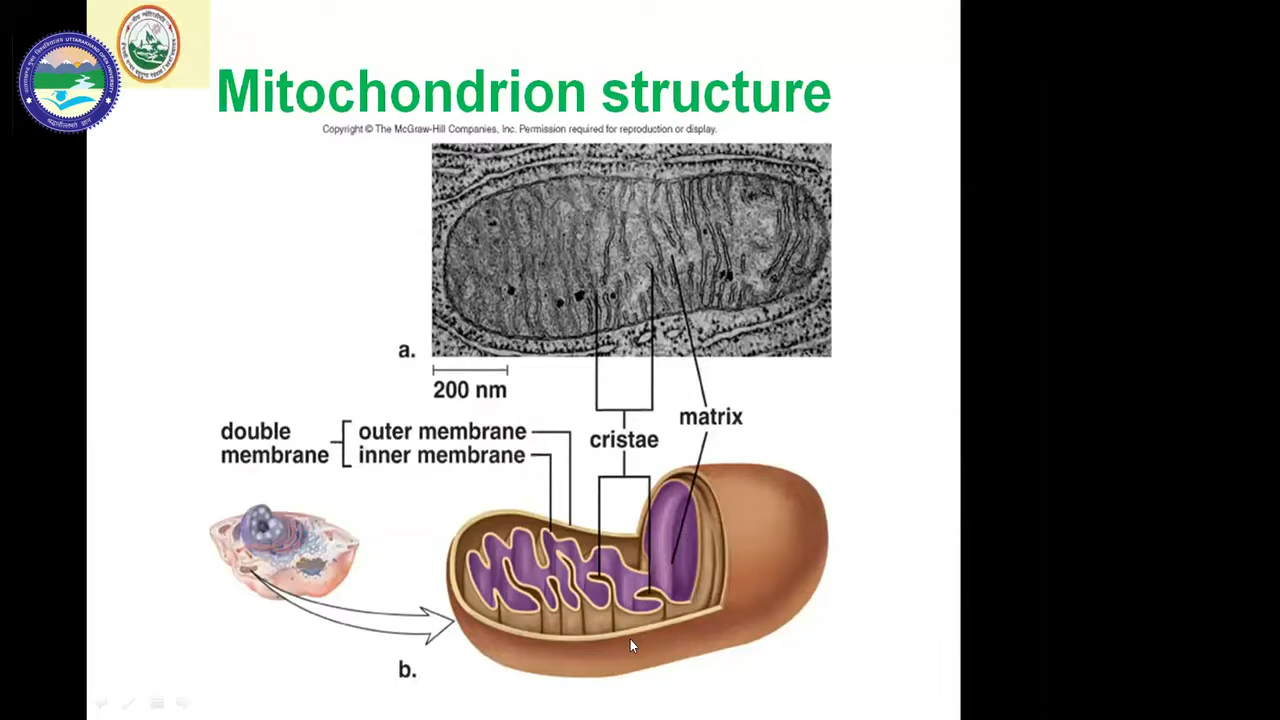 Mitochondrion structure
Copyright © The McGraw-Hill Companies, Inc. Permission required for reproduction or display.
a.
200 nm
matrix
cristae
double
membrane
outer membrane
inner membrane
b.